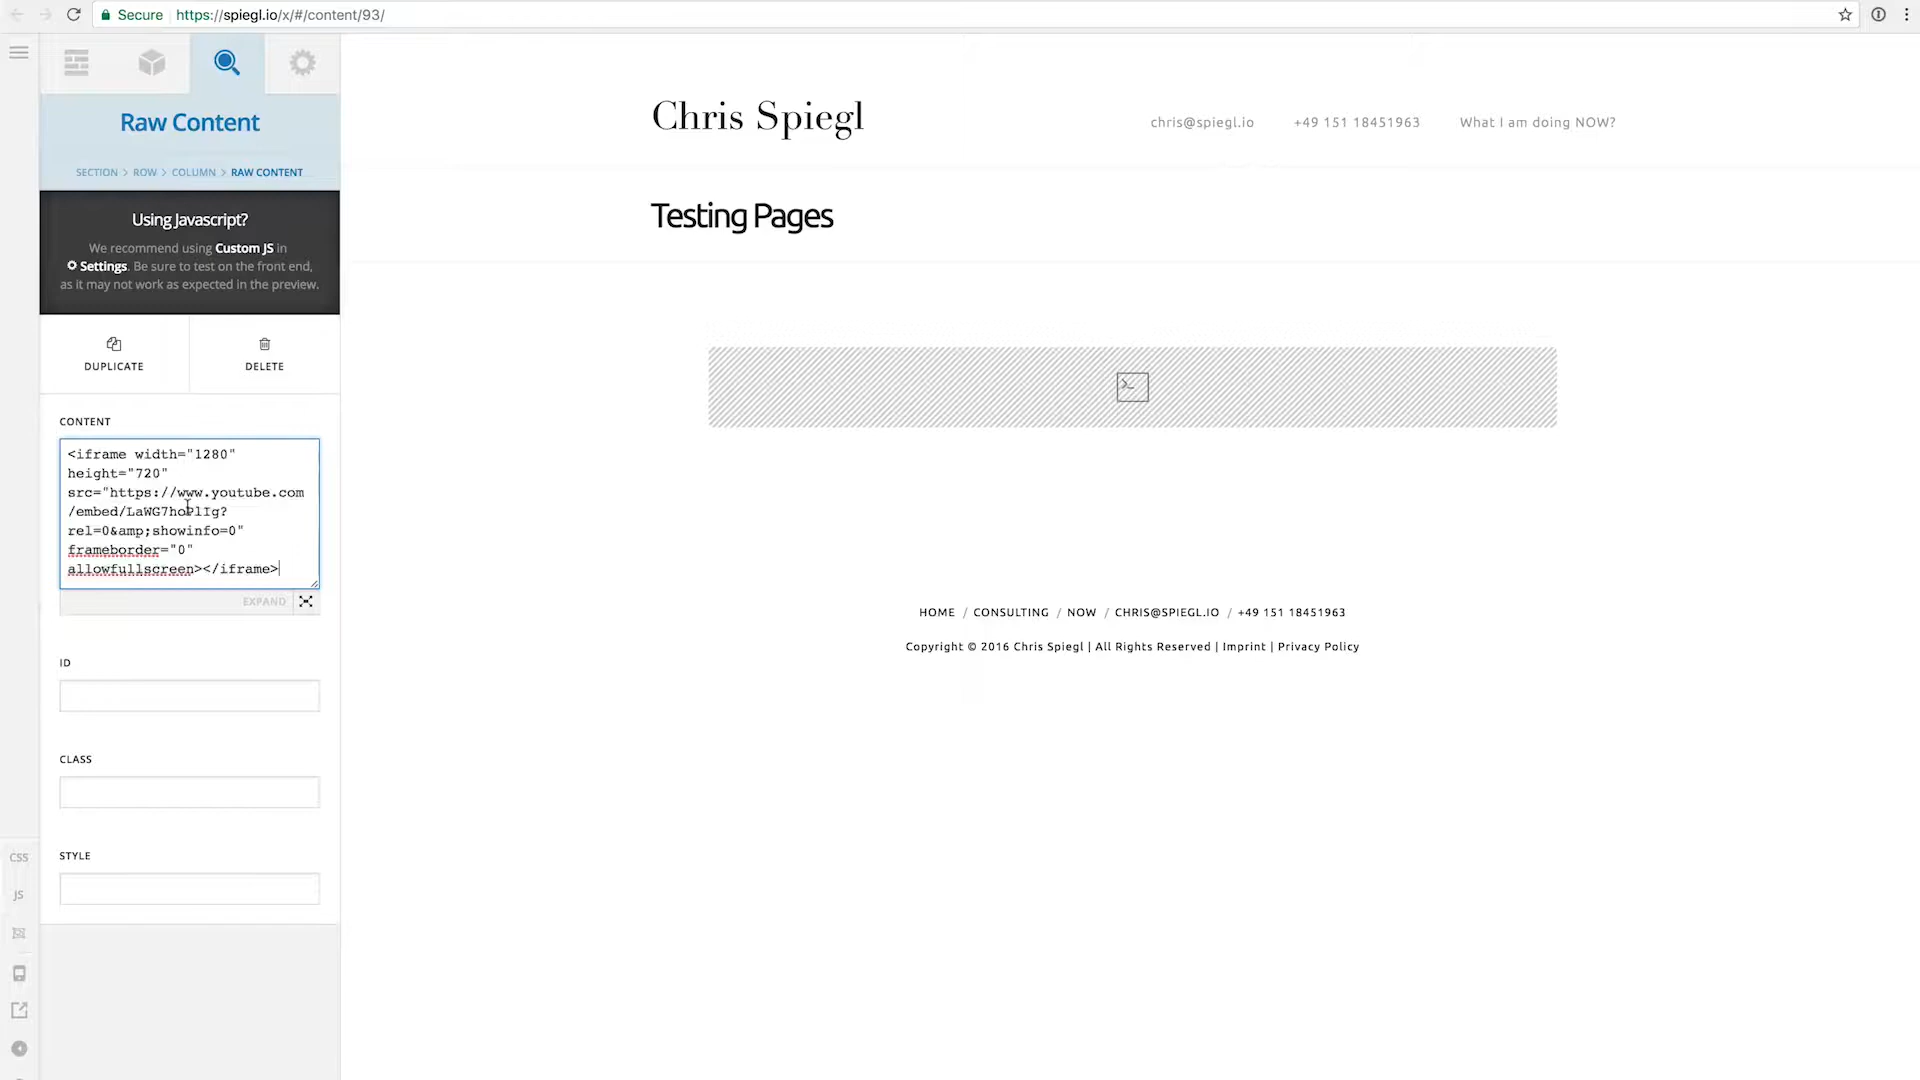 Secure https://spiegl.io/x/#/content/93/
Raw Content
SECTION > ROW > COLUMN > RAW CONTENT
Using Javascript?
We recommend using Custom JS in
Settings. Be sure to test on the front end,
as it may not work as expected in the preview.
DUPLICATE
DELETE
CONTENT
<iframe width="1280"
height="720"
src="https://www.youtube.com
/embed/LaWG7hoPlIg?
rel=0&amp;showinfo=0"
frameborder="0"
allowfullscreen></iframe>
EXPAND
ID
CLASS
STYLE
CSS
JS
Chris Spiegl
chris@spiegl.io
+49 151 18451963
What I am doing NOW?
Testing Pages
HOME / CONSULTING / NOW / CHRIS@SPIEGL.IO / +49 151 18451963
Copyright © 2016 Chris Spiegl | All Rights Reserved | Imprint | Privacy Policy